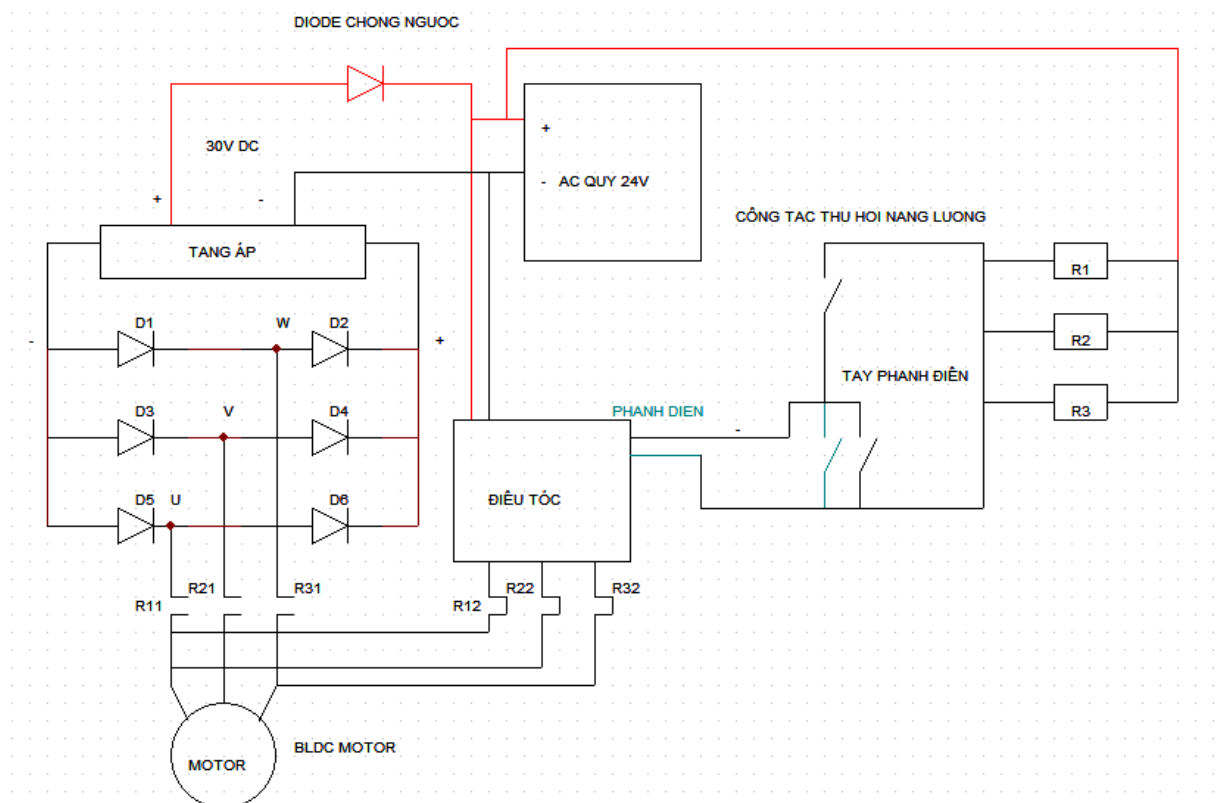 DIODE CHONG NGUOC
30V DC
+
-
+
- AC QUY 24V
TANG ÁP
CÔNG TAC THU HOI NANG LUONG
R1
R2
R3
TAY PHANH ĐIÊN
-
D1
W
D2
+
D3
V
D4
D5
U
D6
PHANH DIEN
-
ĐIÊU TÓC
R11
R21
R31
R12
R22
R32
MOTOR
BLDC MOTOR